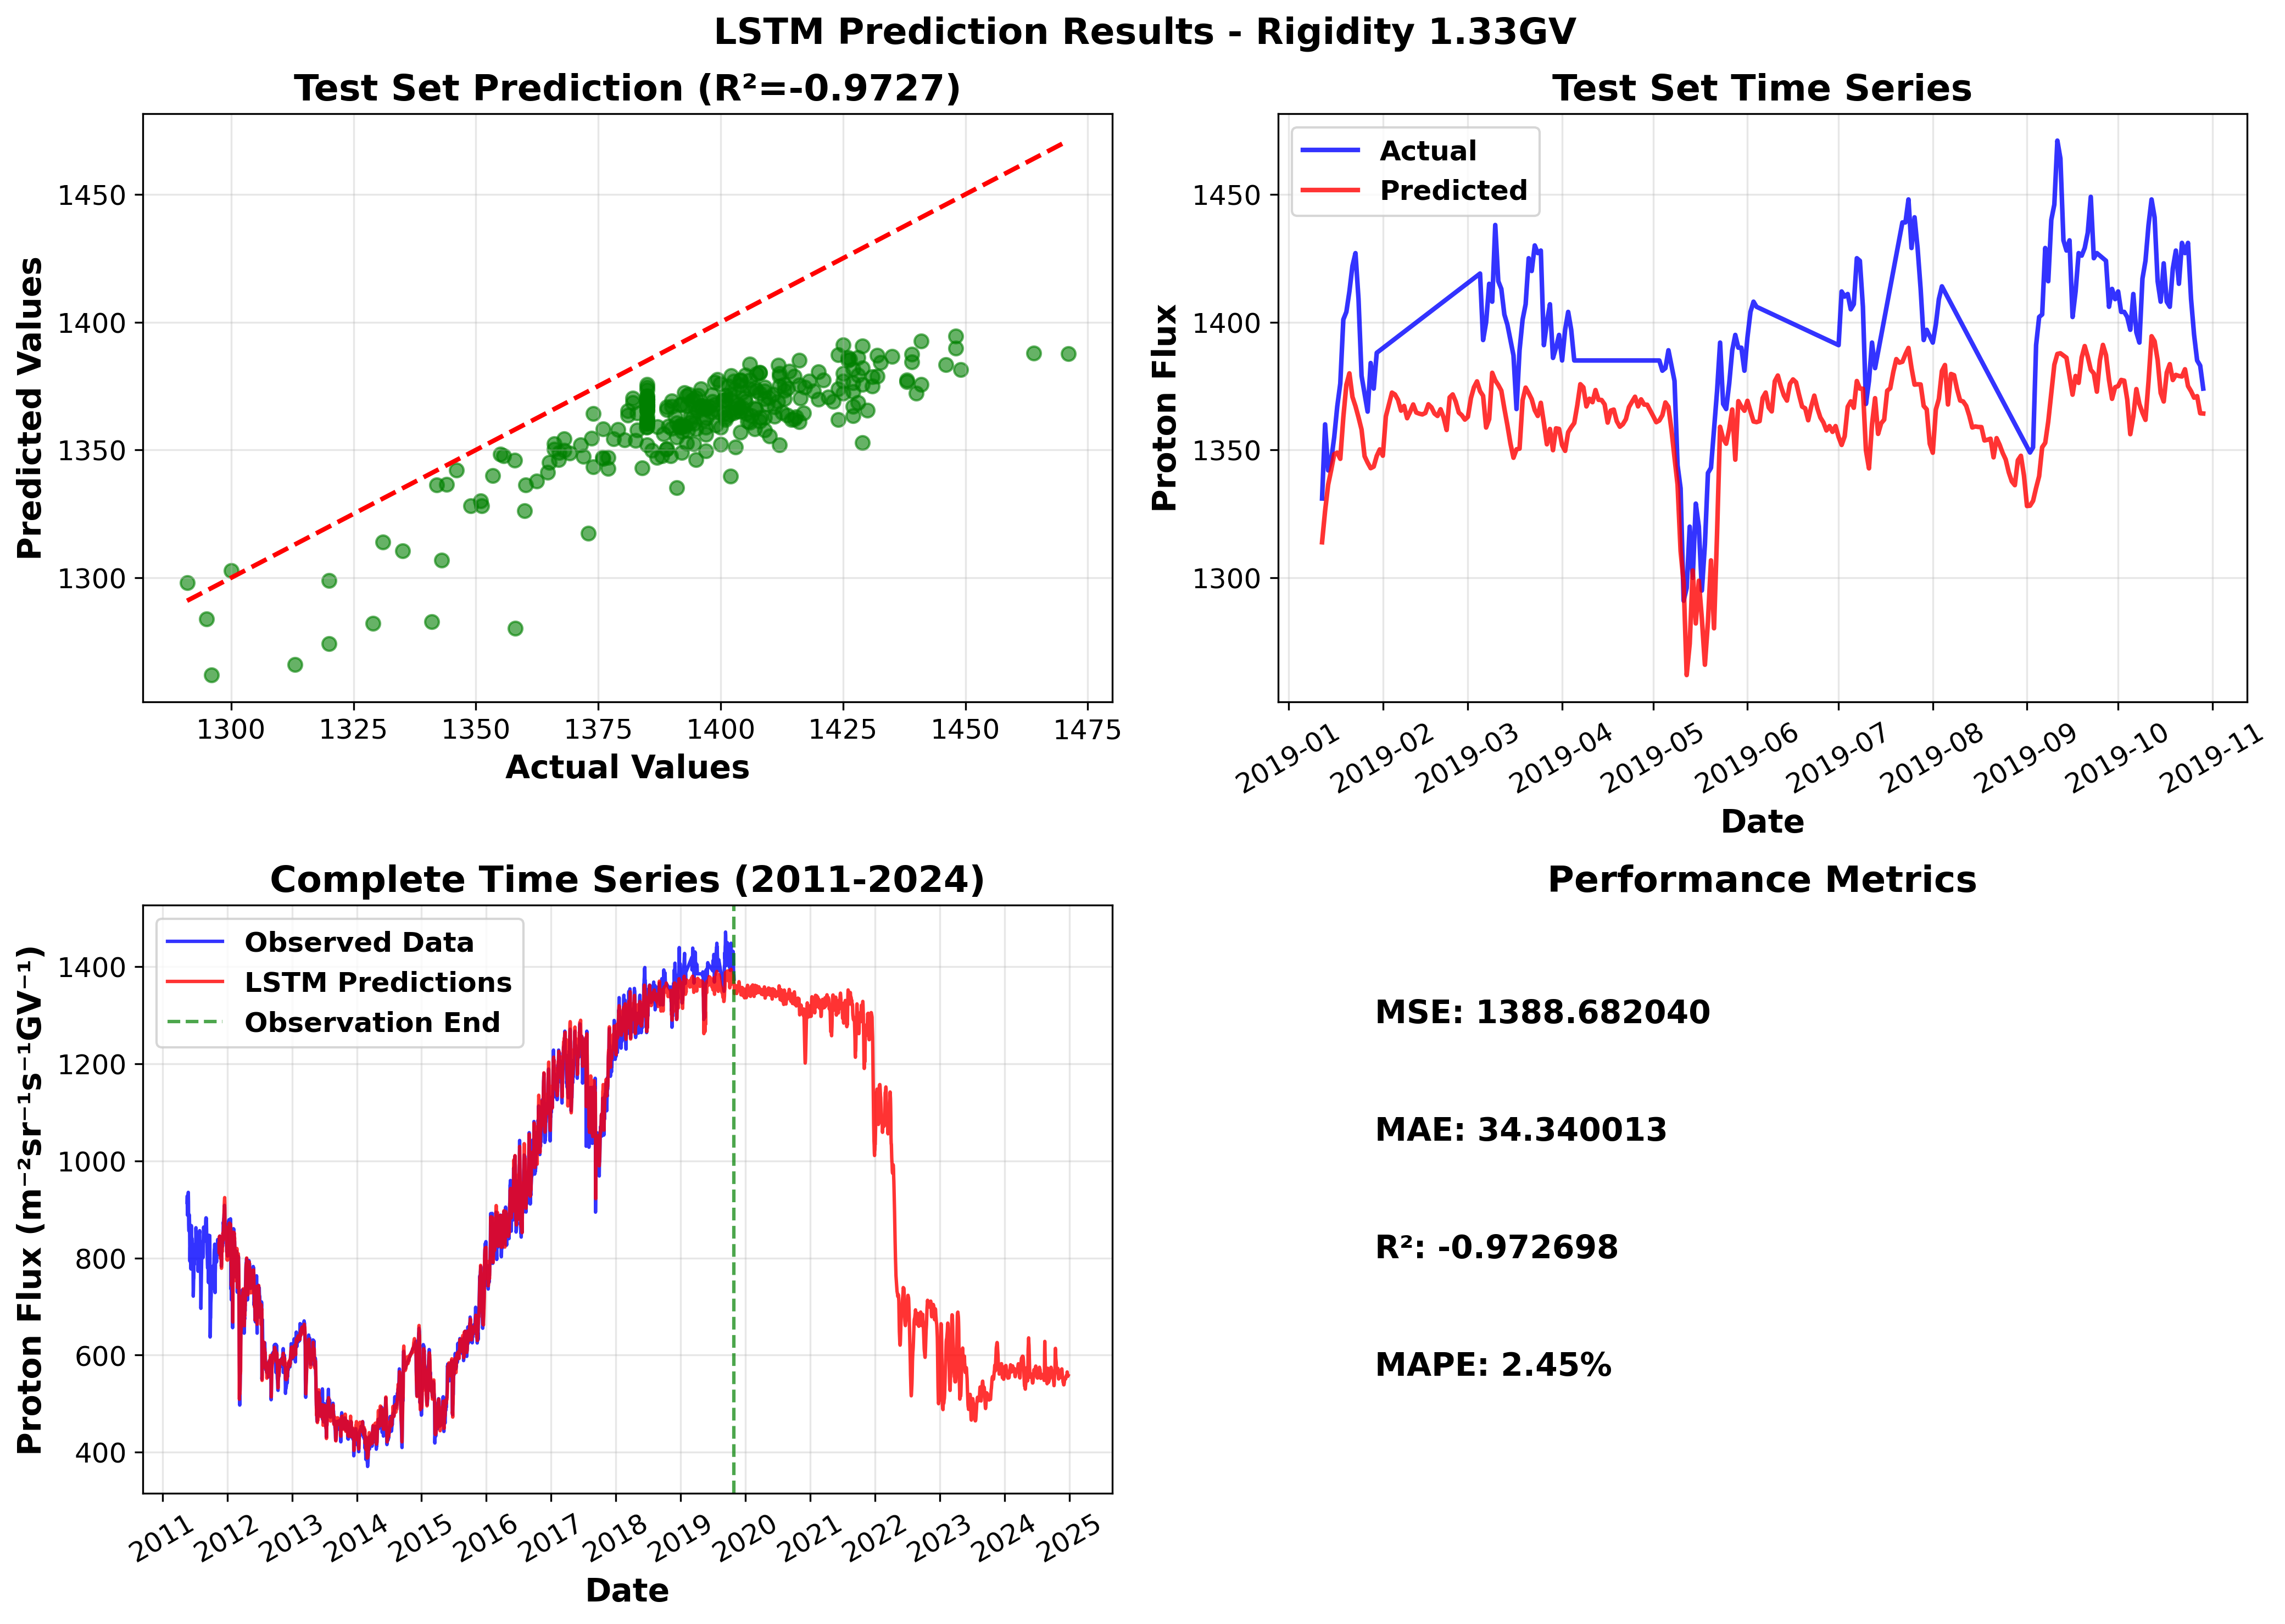 LSTM Prediction Results - Rigidity 1.33GV
Test Set Prediction (R²=-0.9727)
Predicted Values
1450
1400
1350
1300
1300 1325 1350 1375 1400 1425 1450 1475
Actual Values
Test Set Time Series
Actual
Predicted
Proton Flux
1450
1400
1350
1300
2019-01 2019-02 2019-03 2019-04 2019-05 2019-06 2019-07 2019-08 2019-09 2019-10 2019-11
Date
Complete Time Series (2011-2024)
Observed Data
LSTM Predictions
Observation End
Proton Flux (m⁻²sr⁻¹s⁻¹GV⁻¹)
1400
1200
1000
800
600
400
2011 2012 2013 2014 2015 2016 2017 2018 2019 2020 2021 2022 2023 2024 2025
Date
Performance Metrics
MSE: 1388.682040
MAE: 34.340013
R²: -0.972698
MAPE: 2.45%